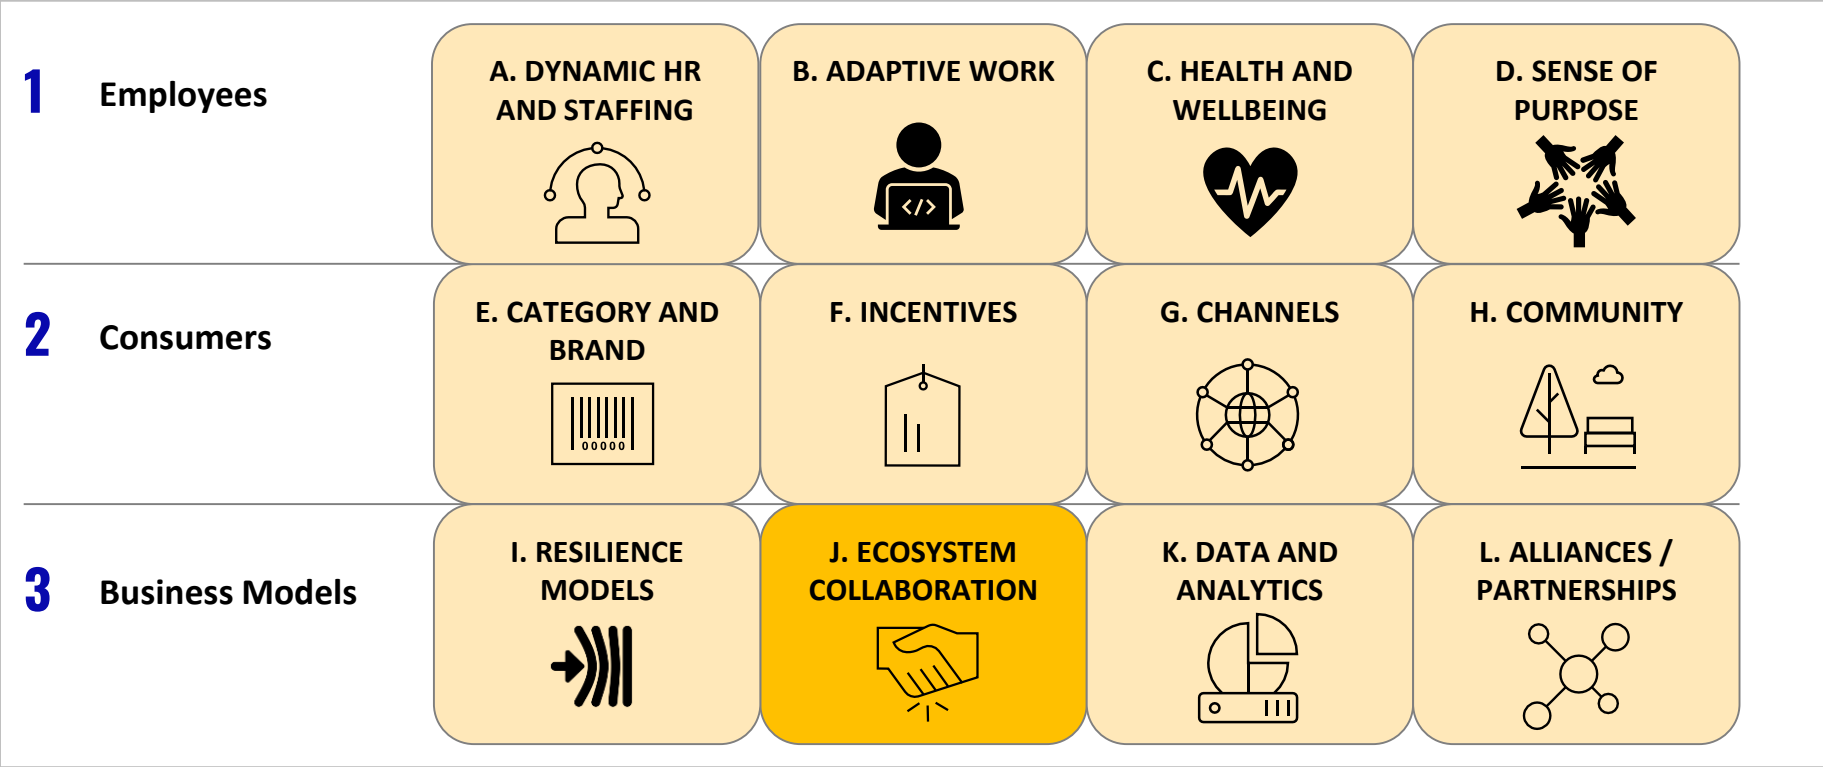 1
Employees
A. DYNAMIC HR
AND STAFFING
B. ADAPTIVE WORK
</>
C. HEALTH AND
WELLBEING
D. SENSE OF
PURPOSE
2
Consumers
E. CATEGORY AND
BRAND
00000
F. INCENTIVES
G. CHANNELS
H. COMMUNITY
3
Business Models
I. RESILIENCE
MODELS
J. ECOSYSTEM
COLLABORATION
K. DATA AND
ANALYTICS
L. ALLIANCES /
PARTNERSHIPS